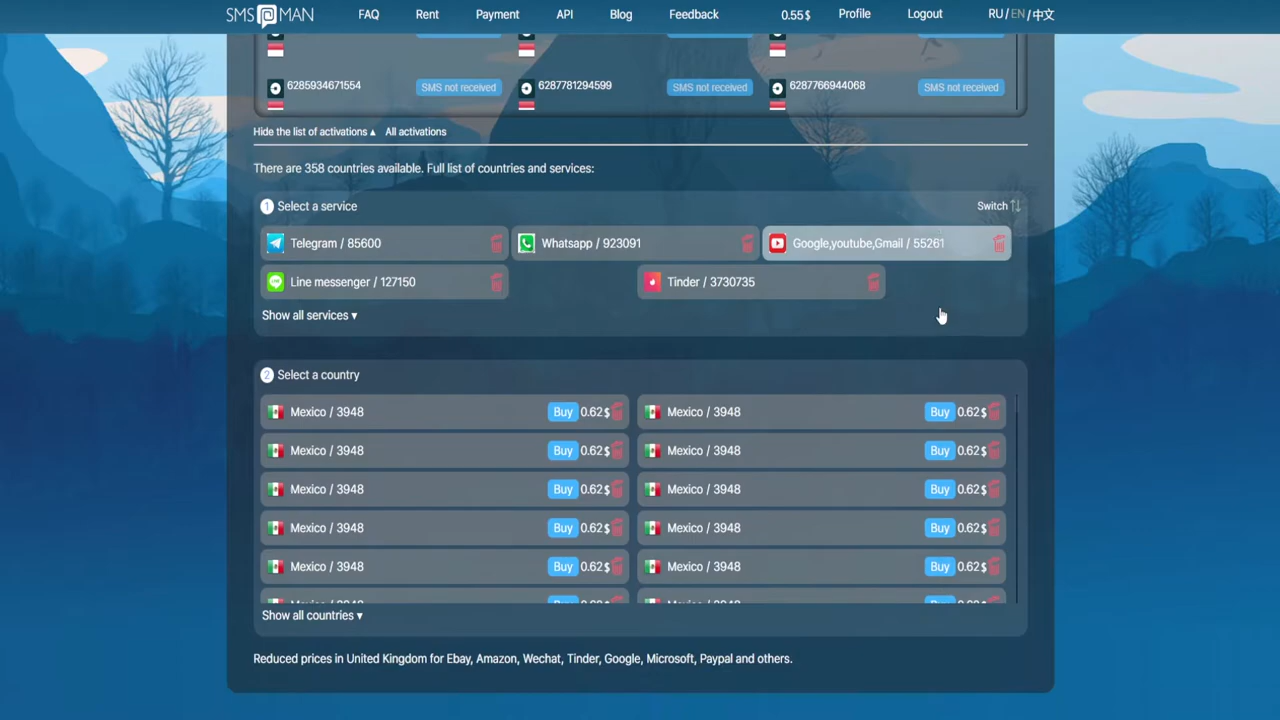 SMS MAN FAQ Rent Payment API Blog Feedback 0.55$ Profile Logout RU / EN / 中文
6285934671554 SMS not received 6287781294599 SMS not received 6287766944068 SMS not received
Hide the list of activations ▴ All activations
There are 358 countries available. Full list of countries and services:
1 Select a service Switch
Telegram / 85600 Whatsapp / 923091 Google,youtube,Gmail / 55261
Line messenger / 127150 Tinder / 3730735
Show all services ▾
2 Select a country
Mexico / 3948 Buy 0.62$ Mexico / 3948 Buy 0.62$
Mexico / 3948 Buy 0.62$ Mexico / 3948 Buy 0.62$
Mexico / 3948 Buy 0.62$ Mexico / 3948 Buy 0.62$
Mexico / 3948 Buy 0.62$ Mexico / 3948 Buy 0.62$
Mexico / 3948 Buy 0.62$ Mexico / 3948 Buy 0.62$
Show all countries ▾
Reduced prices in United Kingdom for Ebay, Amazon, Wechat, Tinder, Google, Microsoft, Paypal and others.